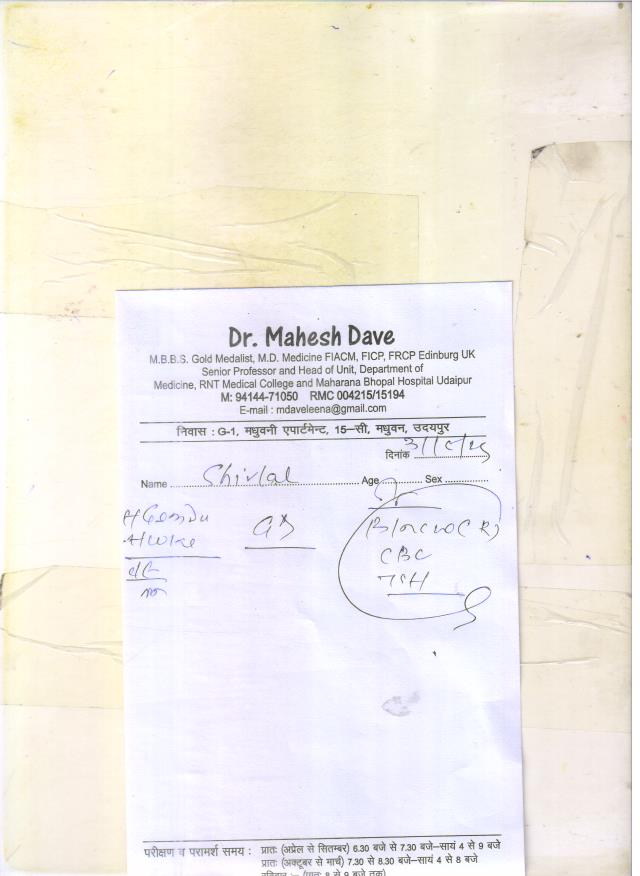 Dr. Mahesh Dave
M.B.B.S. Gold Medalist, M.D. Medicine FIACM, FICP, FRCP Edinburg UK
Senior Professor and Head of Unit, Department of
Medicine, RNT Medical College and Maharana Bhopal Hospital Udaipur
M: 94144-71050 RMC 004215/15194
E-mail : mdaveleena@gmail.com
निवास : G-1, मधुवनी एपार्टमेन्ट, 15–सी, मधुवन, उदयपुर
दिनांक
Name Shivlal Age Sex
CBC
TSH
परीक्षण व परामर्श समय : प्रातः (अप्रेल से सितम्बर) 6.30 बजे से 7.30 बजे–सायं 4 से 9 बजे
प्रातः (अक्टूबर से मार्च) 7.30 से 8.30 बजे–सायं 4 से 8 बजे